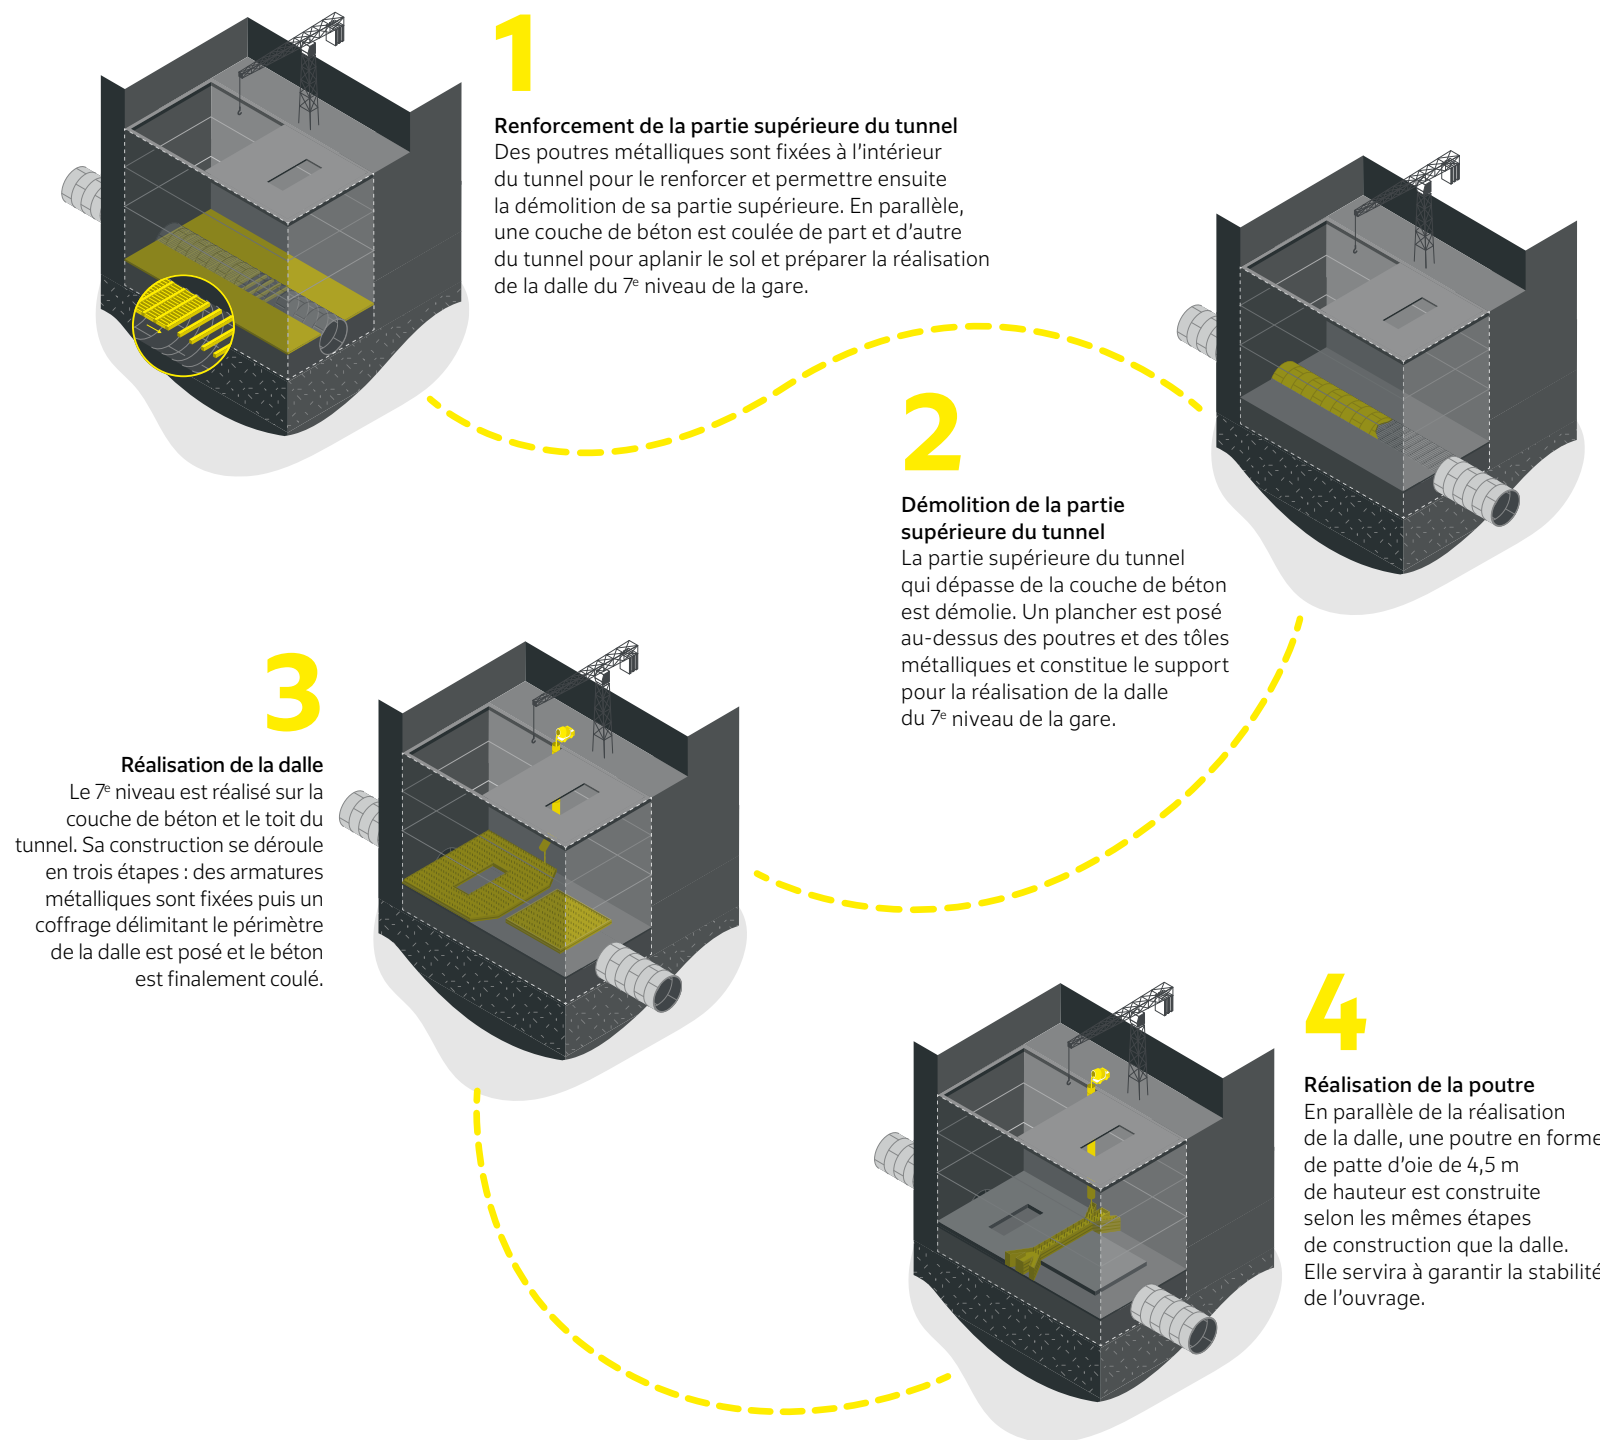 1
Renforcement de la partie supérieure du tunnel
Des poutres métalliques sont fixées à l'intérieur
du tunnel pour le renforcer et permettre ensuite
la démolition de sa partie supérieure. En parallèle,
une couche de béton est coulée de part et d'autre
du tunnel pour aplanir le sol et préparer la réalisation
de la dalle du 7e niveau de la gare.
2
Démolition de la partie
supérieure du tunnel
La partie supérieure du tunnel
qui dépasse de la couche de béton
est démolie. Un plancher est posé
au-dessus des poutres et des tôles
métalliques et constitue le support
pour la réalisation de la dalle
du 7e niveau de la gare.
3
Réalisation de la dalle
Le 7e niveau est réalisé sur la
couche de béton et le toit du
tunnel. Sa construction se déroule
en trois étapes : des armatures
métalliques sont fixées puis un
coffrage délimitant le périmètre
de la dalle est posé et le béton
est finalement coulé.
4
Réalisation de la poutre
En parallèle de la réalisation
de la dalle, une poutre en forme
de patte d'oie de 4,5 m
de hauteur est construite
selon les mêmes étapes
de construction que la dalle.
Elle servira à garantir la stabilité
de l'ouvrage.